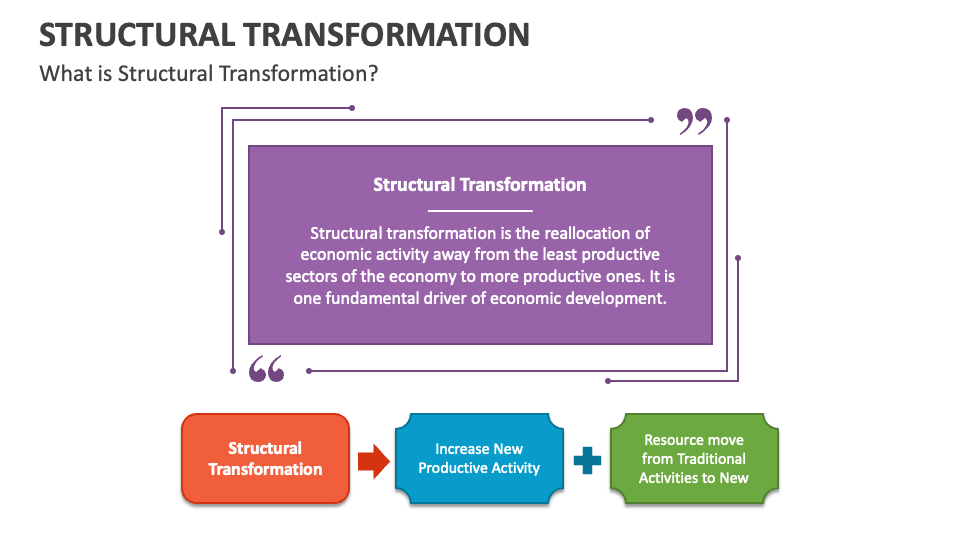 STRUCTURAL TRANSFORMATION
What is Structural Transformation?
”
Structural Transformation
Structural transformation is the reallocation of
economic activity away from the least productive
sectors of the economy to more productive ones. It is
one fundamental driver of economic development.
“
Structural
Transformation
Increase New
Productive Activity
Resource move
from Traditional
Activities to New